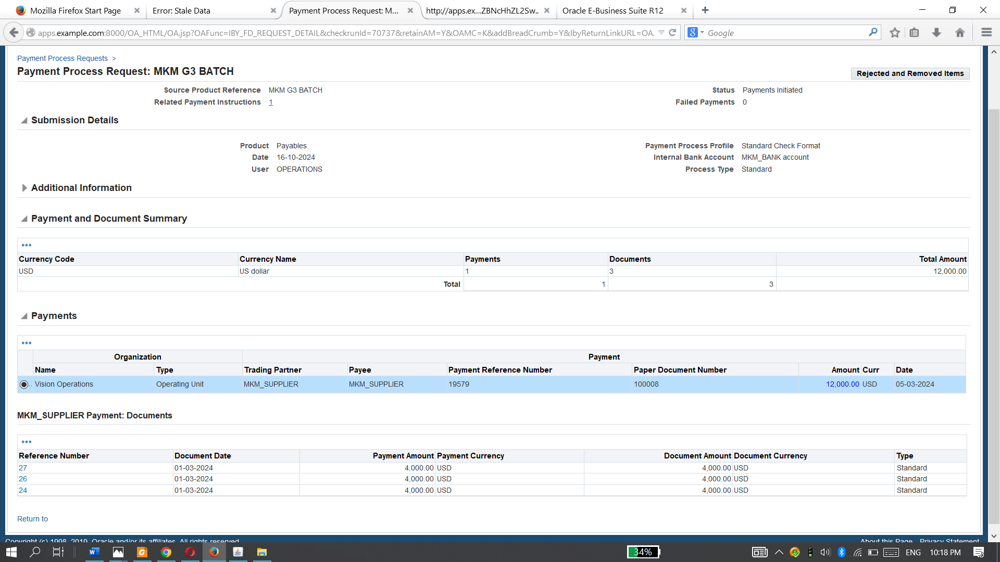 Mozilla Firefox Start Page
Error: Stale Data
Payment Process Request: M...
http://apps.ex...ZBNcHhZL2Sw..
Oracle E-Business Suite R12
apps.example.com:8000/OA_HTML/OA.jsp?OAFunc=IBY_FD_REQUEST_DETAIL&checkrunId=70737&retainAM=Y&OAMC=K&addBreadCrumb=Y&IbyReturnLinkURL=OA.
Google
Payment Process Requests >
Payment Process Request: MKM G3 BATCH
Rejected and Removed Items
Source Product Reference MKM G3 BATCH
Status Payments Initiated
Related Payment Instructions 1
Failed Payments 0
Submission Details
Product Payables
Payment Process Profile Standard Check Format
Date 16-10-2024
Internal Bank Account MKM_BANK account
User OPERATIONS
Process Type Standard
Additional Information
Payment and Document Summary
Currency Code Currency Name Payments Documents Total Amount
USD US dollar 1 3 12,000.00
Total 1 3
Payments
Organization Payment
Name Type Trading Partner Payee Payment Reference Number Paper Document Number Amount Curr Date
Vision Operations Operating Unit MKM_SUPPLIER MKM_SUPPLIER 19579 100008 12,000.00 USD 05-03-2024
MKM_SUPPLIER Payment: Documents
Reference Number Document Date Payment Amount Payment Currency Document Amount Document Currency Type
27 01-03-2024 4,000.00 USD 4,000.00 USD Standard
26 01-03-2024 4,000.00 USD 4,000.00 USD Standard
24 01-03-2024 4,000.00 USD 4,000.00 USD Standard
Return to
Copyright (c) 1998, 2019, Oracle and/or its affiliates. All rights reserved.
About this Page Privacy Statement
34%
ENG
10:18 PM